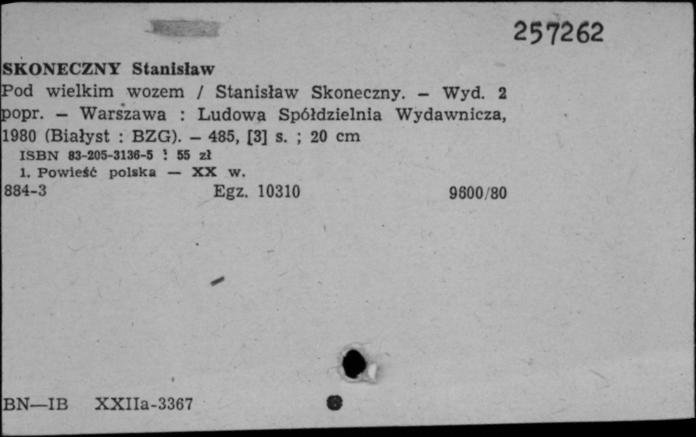 257262
SKONECZNY Stanisław
Pod wielkim wozem / Stanisław Skoneczny. — Wyd. 2
popr. — Warszawa : Ludowa Spółdzielnia Wydawnicza,
1980 (Białyst : BZG). — 485, [3] s. ; 20 cm
ISBN 83-205-3136-5 : 55 zł
1. Powieść polska — XX w.
884-3 Egz. 10310 9600/80
BN—IB XXIIa-3367